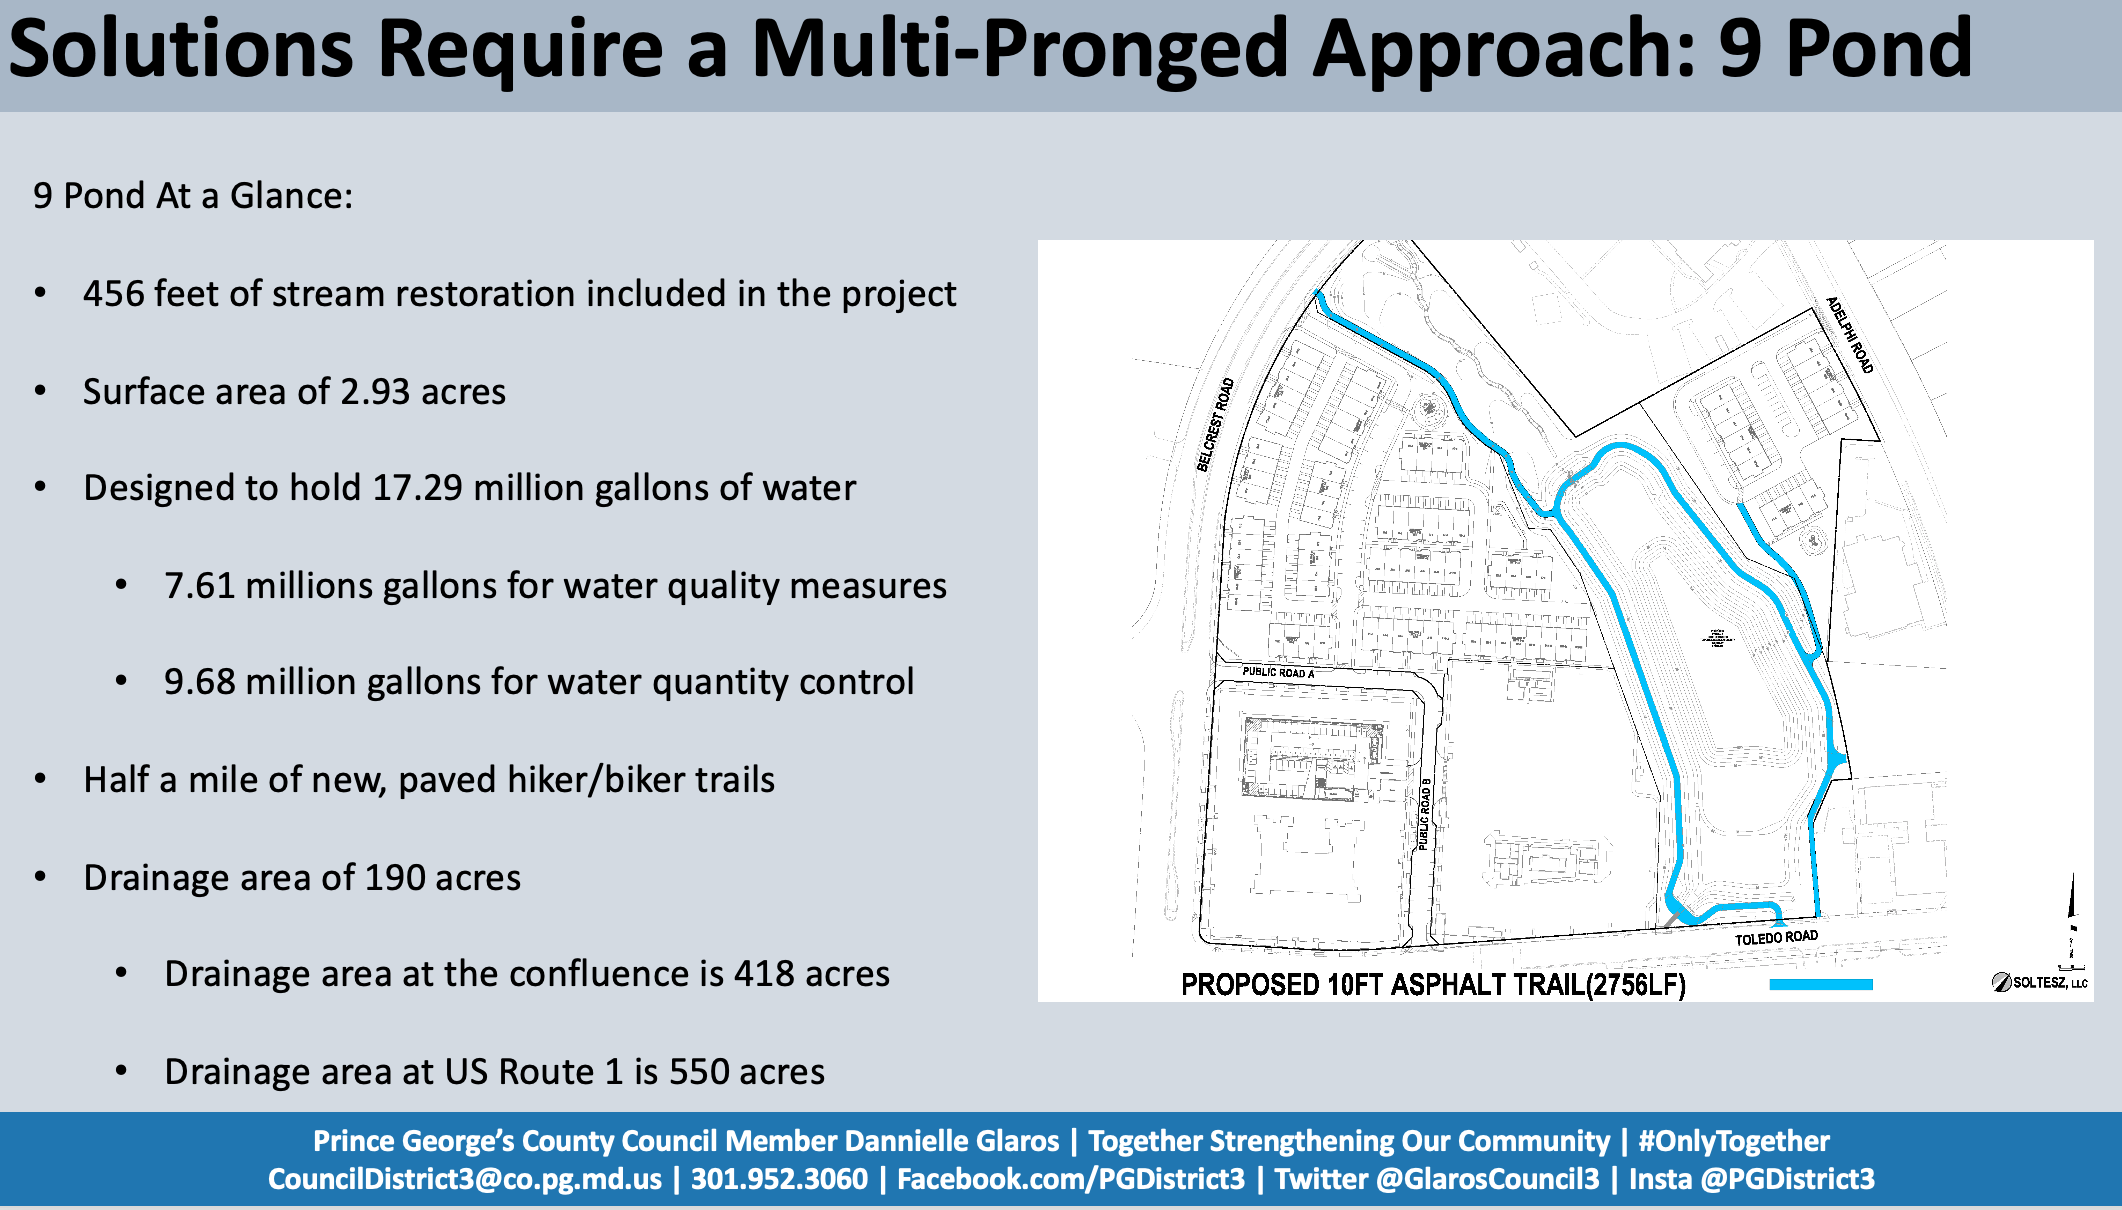 Solutions Require a Multi-Pronged Approach: 9 Pond
9 Pond At a Glance:
• 456 feet of stream restoration included in the project
• Surface area of 2.93 acres
• Designed to hold 17.29 million gallons of water
• 7.61 millions gallons for water quality measures
• 9.68 million gallons for water quantity control
• Half a mile of new, paved hiker/biker trails
• Drainage area of 190 acres
• Drainage area at the confluence is 418 acres
• Drainage area at US Route 1 is 550 acres
BELCREST ROAD
ADELPHI ROAD
PUBLIC ROAD A
PUBLIC ROAD B
TOLEDO ROAD
PROPOSED 10FT ASPHALT TRAIL(2756LF)
SOLTESZ, LLC
Prince George’s County Council Member Dannielle Glaros | Together Strengthening Our Community | #OnlyTogether
CouncilDistrict3@co.pg.md.us | 301.952.3060 | Facebook.com/PGDistrict3 | Twitter @GlarosCouncil3 | Insta @PGDistrict3